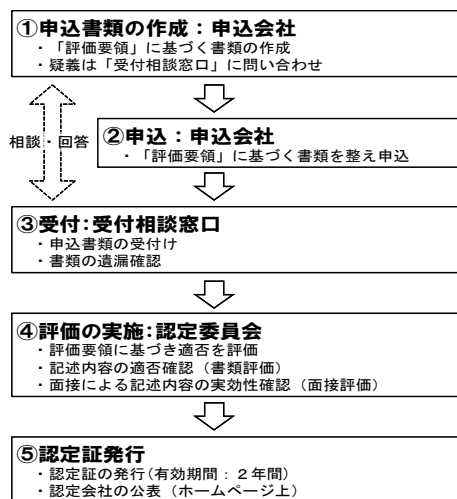 ①申込書類の作成：申込会社
・「評価要領」に基づく書類の作成
・疑義は「受付相談窓口」に問い合わせ
相談・回答
②申込：申込会社
・「評価要領」に基づく書類を整え申込
③受付：受付相談窓口
・申込書類の受付け
・書類の遺漏確認
④評価の実施：認定委員会
・評価要領に基づき適否を評価
・記述内容の適否確認（書類評価）
・面接による記述内容の実効性確認（面接評価）
⑤認定証発行
・認定証の発行（有効期間：２年間）
・認定会社の公表（ホームページ上）